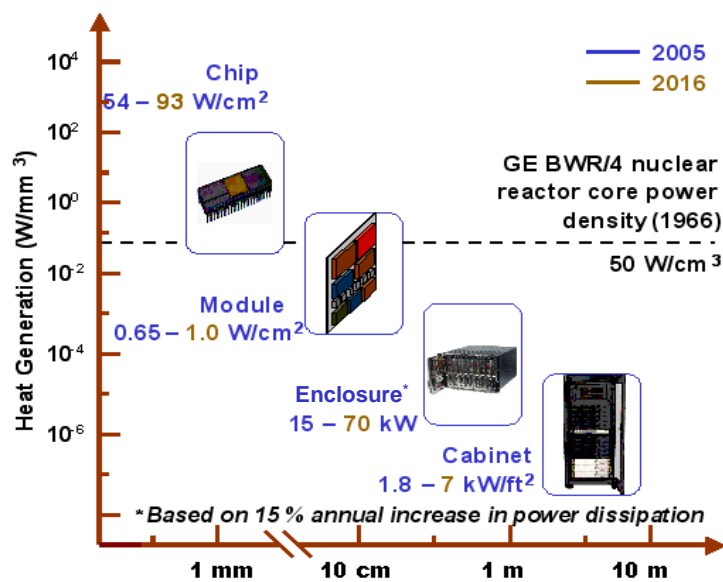 2005
2016
Heat Generation (W/mm ³)
10⁴
10²
10⁰
10⁻²
10⁻⁴
10⁻⁶
Chip
54 – 93 W/cm²
GE BWR/4 nuclear
reactor core power
density (1966)
50 W/cm ³
Module
0.65 – 1.0 W/cm²
Enclosure*
15 – 70 kW
Cabinet
1.8 – 7 kW/ft²
* Based on 15 % annual increase in power dissipation
1 mm
10 cm
1 m
10 m